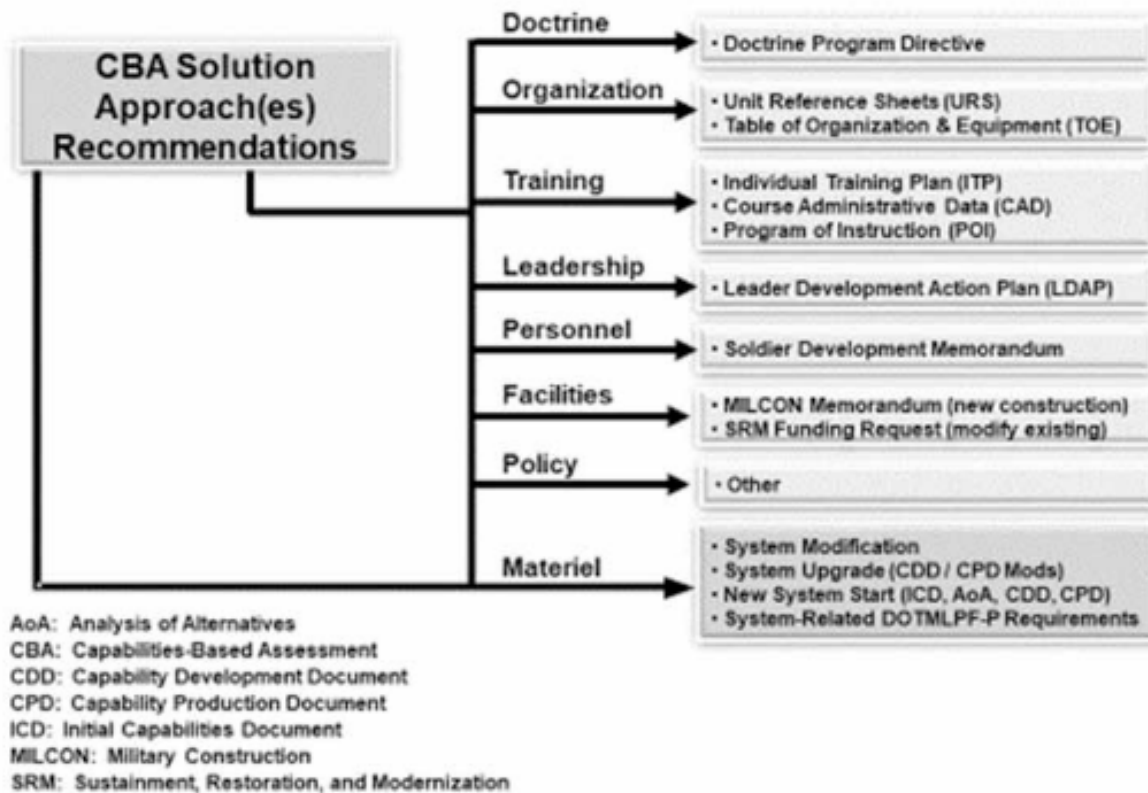 CBA Solution
Approach(es)
Recommendations
Doctrine
• Doctrine Program Directive
Organization
• Unit Reference Sheets (URS)
• Table of Organization & Equipment (TOE)
Training
• Individual Training Plan (ITP)
• Course Administrative Data (CAD)
• Program of Instruction (POI)
Leadership
• Leader Development Action Plan (LDAP)
Personnel
• Soldier Development Memorandum
Facilities
• MILCON Memorandum (new construction)
• SRM Funding Request (modify existing)
Policy
• Other
Materiel
• System Modification
• System Upgrade (CDD / CPD Mods)
• New System Start (ICD, AoA, CDD, CPD)
• System-Related DOTMLPF-P Requirements
AoA: Analysis of Alternatives
CBA: Capabilities-Based Assessment
CDD: Capability Development Document
CPD: Capability Production Document
ICD: Initial Capabilities Document
MILCON: Military Construction
SRM: Sustainment, Restoration, and Modernization